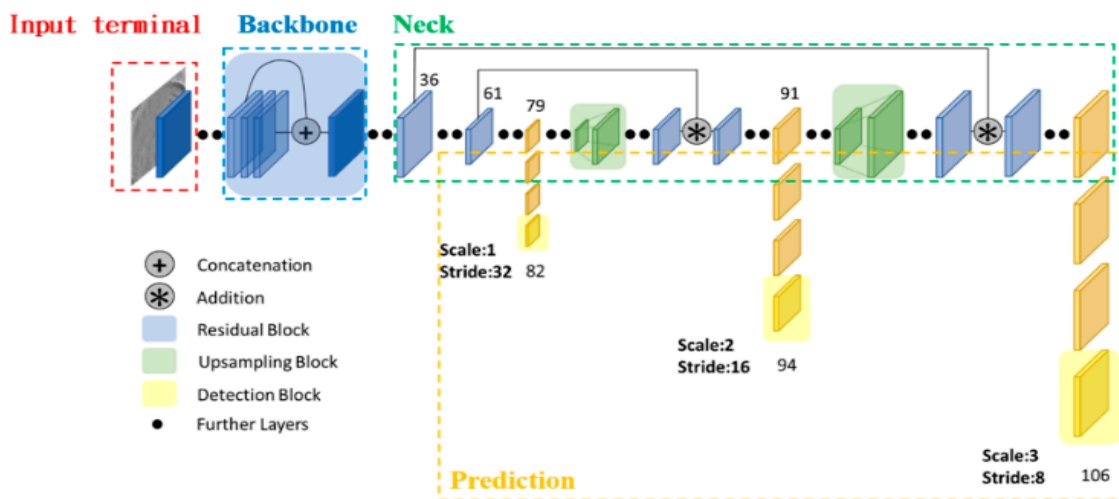 Input terminal
Backbone
Neck
36
61
79
91
+
*
*
Scale:1
Stride:32
82
+ Concatenation
* Addition
Residual Block
Upsampling Block
Detection Block
Further Layers
Scale:2
Stride:16
94
Scale:3
Stride:8
106
Prediction